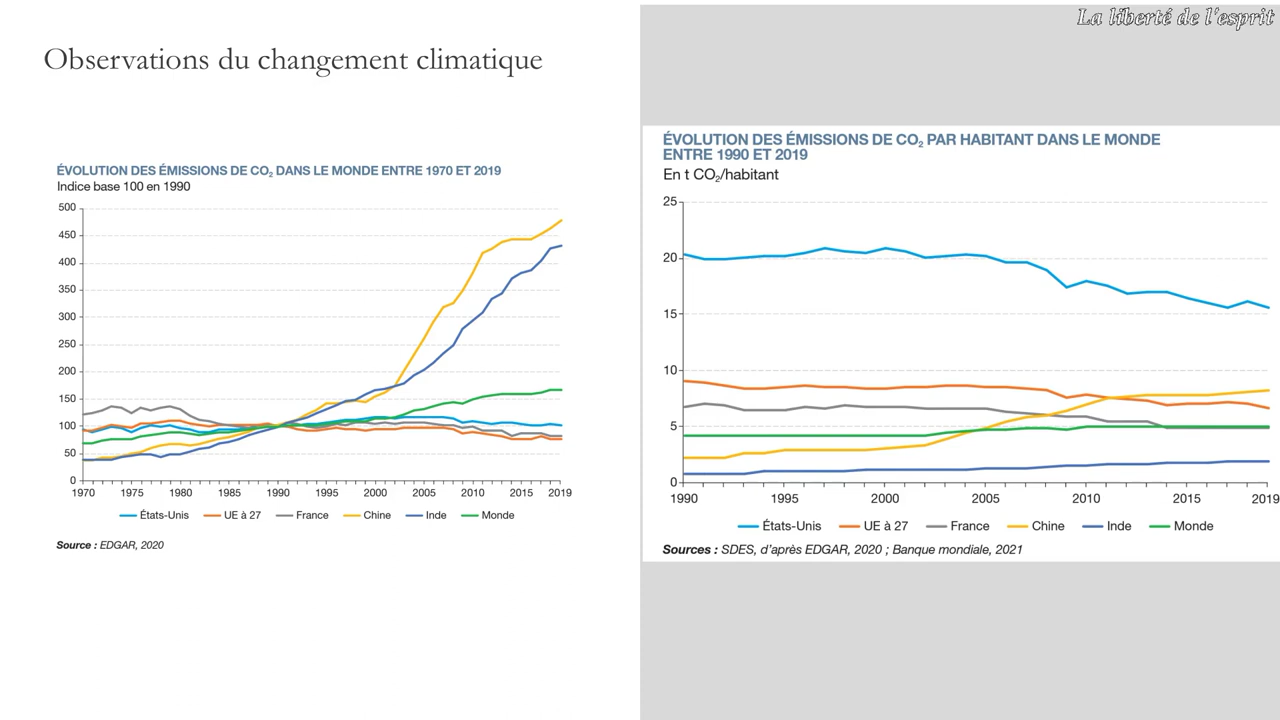 La liberté de l'esprit
Observations du changement climatique
ÉVOLUTION DES ÉMISSIONS DE CO₂ DANS LE MONDE ENTRE 1970 ET 2019
Indice base 100 en 1990
500
450
400
350
300
250
200
150
100
50
0
1970 1975 1980 1985 1990 1995 2000 2005 2010 2015 2019
États-Unis UE à 27 France Chine Inde Monde
Source : EDGAR, 2020
ÉVOLUTION DES ÉMISSIONS DE CO₂ PAR HABITANT DANS LE MONDE
ENTRE 1990 ET 2019
En t CO₂/habitant
25
20
15
10
5
0
1990 1995 2000 2005 2010 2015 2019
États-Unis UE à 27 France Chine Inde Monde
Sources : SDES, d'après EDGAR, 2020 ; Banque mondiale, 2021